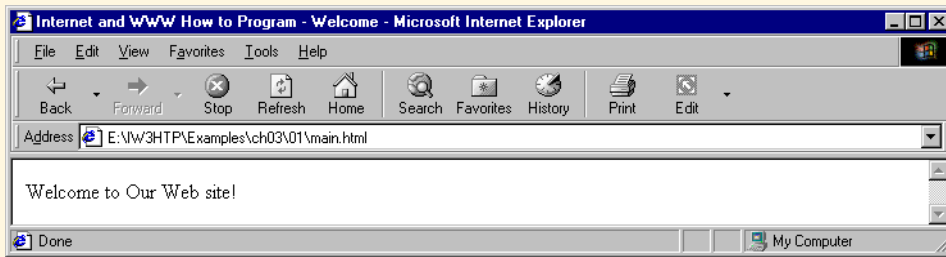 Internet and WWW How to Program - Welcome - Microsoft Internet Explorer
File Edit View Favorites Tools Help
Back Forward Stop Refresh Home Search Favorites History Print Edit
Address E:\IW3HTP\Examples\ch03\01\main.html
Welcome to Our Web site!
Done My Computer